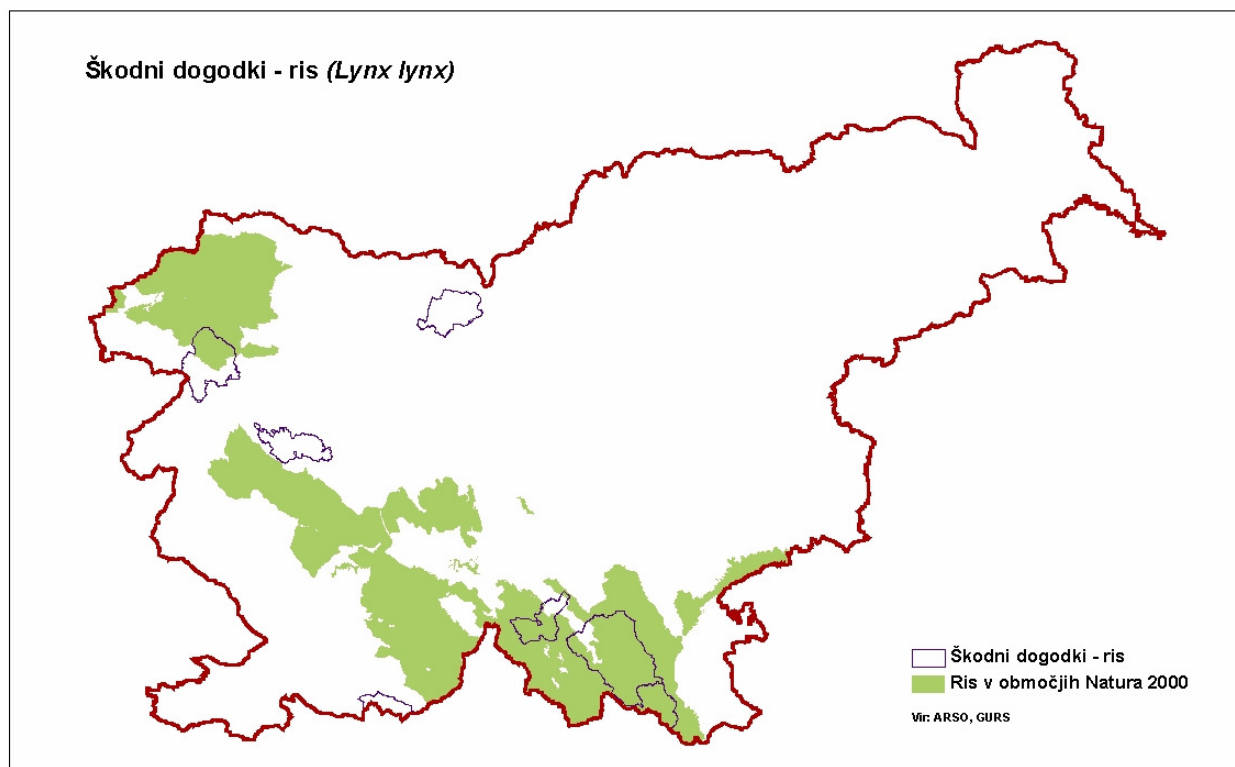 Škodni dogodki - ris (Lynx lynx)
Škodni dogodki - ris
Ris v območjih Natura 2000
Vir: ARSO, GURS